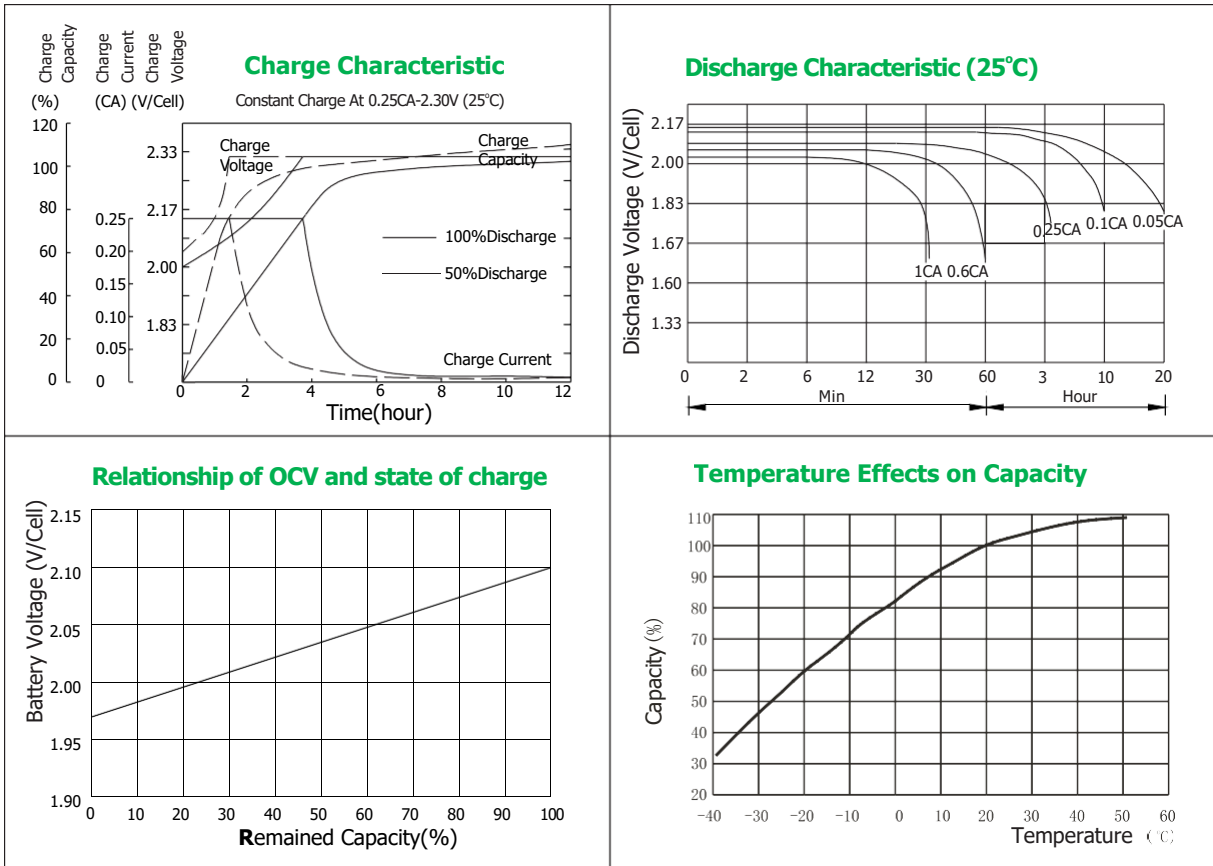 Charge Capacity
Charge Current
Charge Voltage
(%)
(CA) (V/Cell)
Charge Characteristic
Constant Charge At 0.25CA-2.30V (25°C)
120
100
80
60
40
20
0
0.25
0.20
0.15
0.10
0.05
0
2.33
2.17
2.00
1.83
Charge Voltage
Charge Capacity
100%Discharge
50%Discharge
Charge Current
0 2 4 6 8 10 12
Time(hour)
Discharge Characteristic (25°C)
Discharge Voltage (V/Cell)
2.17
2.00
1.83
1.67
1.60
1.33
1CA 0.6CA 0.25CA 0.1CA 0.05CA
0 2 6 12 30 60 3 10 20
Min Hour
Relationship of OCV and state of charge
Battery Voltage (V/Cell)
2.15
2.10
2.05
2.00
1.95
1.90
0 10 20 30 40 50 60 70 80 90 100
Remained Capacity(%)
Temperature Effects on Capacity
Capacity (%)
110
100
90
80
70
60
50
40
30
20
-40 -30 -20 -10 0 10 20 30 40 50 60
Temperature (℃)